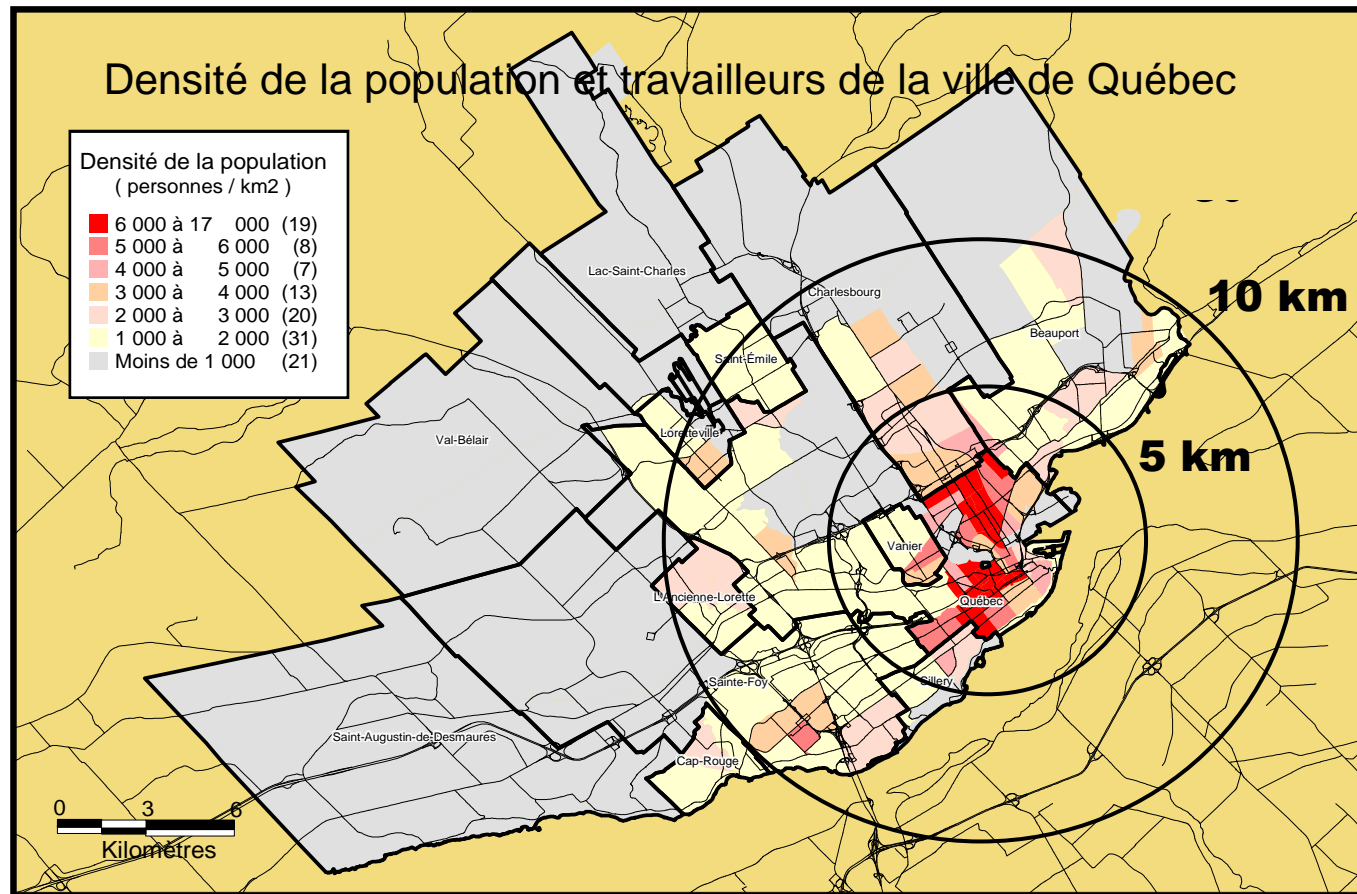 Densité de la population et travailleurs de la ville de Québec
Densité de la population
( personnes / km2 )
6 000 à 17 000 (19)
5 000 à 6 000 (8)
4 000 à 5 000 (7)
3 000 à 4 000 (13)
2 000 à 3 000 (20)
1 000 à 2 000 (31)
Moins de 1 000 (21)
Lac-Saint-Charles
Charlesbourg
10 km
Beauport
Saint-Émile
Val-Bélair
Loretteville
5 km
Vanier
L'Ancienne-Lorette
Québec
Sainte-Foy
Sillery
Saint-Augustin-de-Desmaures
Cap-Rouge
0 3 6
Kilomètres